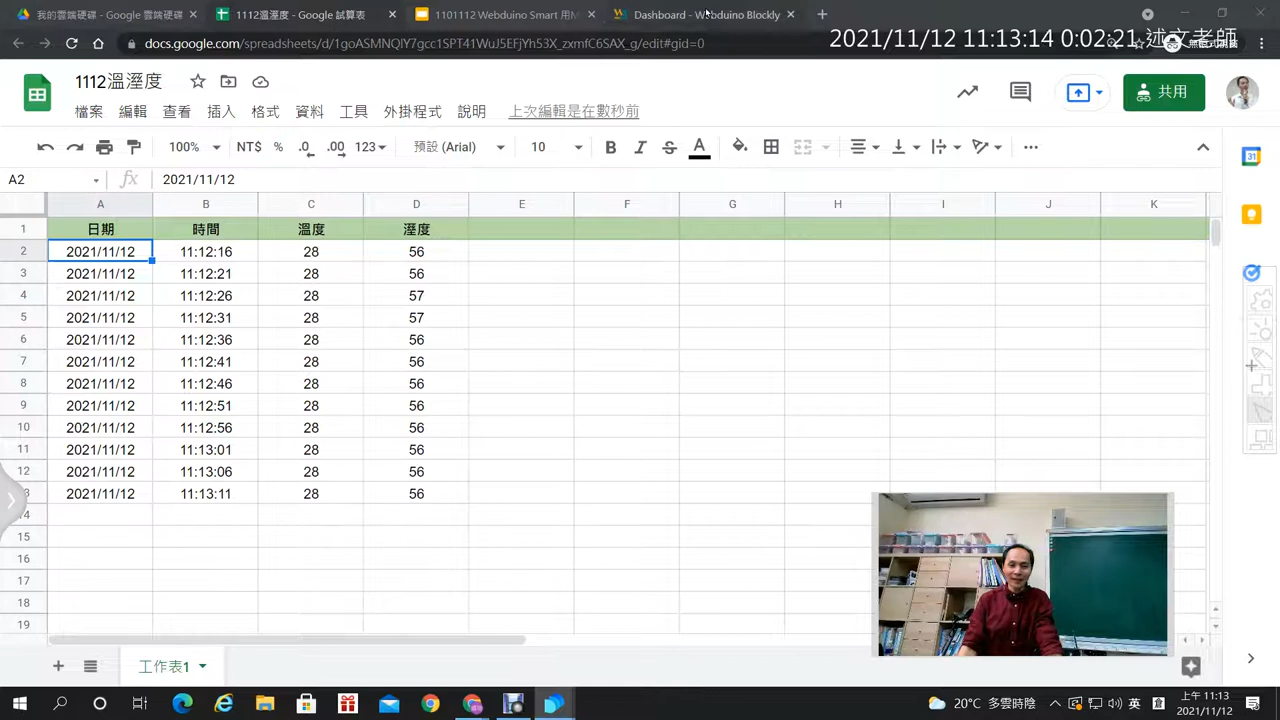 我的雲端硬碟 - Google 雲端硬碟
1112溫溼度 - Google 試算表
1101112 Webduino Smart 用M
Dashboard - Webduino Blockly
docs.google.com/spreadsheets/d/1goASMNQIY7gcc1SPT41WuJ5EFjYh53X_zxmfC6SAX_g/edit#gid=0
2021/11/12 11:13:14 0:02:21 述文老師
1112溫溼度
檔案 編輯 查看 插入 格式 資料 工具 外掛程式 說明 上次編輯是在數秒前
共用
100% NT$ % .0 .00 123 預設 (Arial) 10 B I S A
A2 fx 2021/11/12
A B C D E F G H I J K
1 日期 時間 溫度 溼度
2 2021/11/12 11:12:16 28 56
3 2021/11/12 11:12:21 28 56
4 2021/11/12 11:12:26 28 57
5 2021/11/12 11:12:31 28 57
6 2021/11/12 11:12:36 28 56
7 2021/11/12 11:12:41 28 56
8 2021/11/12 11:12:46 28 56
9 2021/11/12 11:12:51 28 56
10 2021/11/12 11:12:56 28 56
11 2021/11/12 11:13:01 28 56
12 2021/11/12 11:13:06 28 56
3 2021/11/12 11:13:11 28 56
14
15
16
17
18
19
工作表1
20°C 多雲時陰 英
上午 11:13
2021/11/12
31